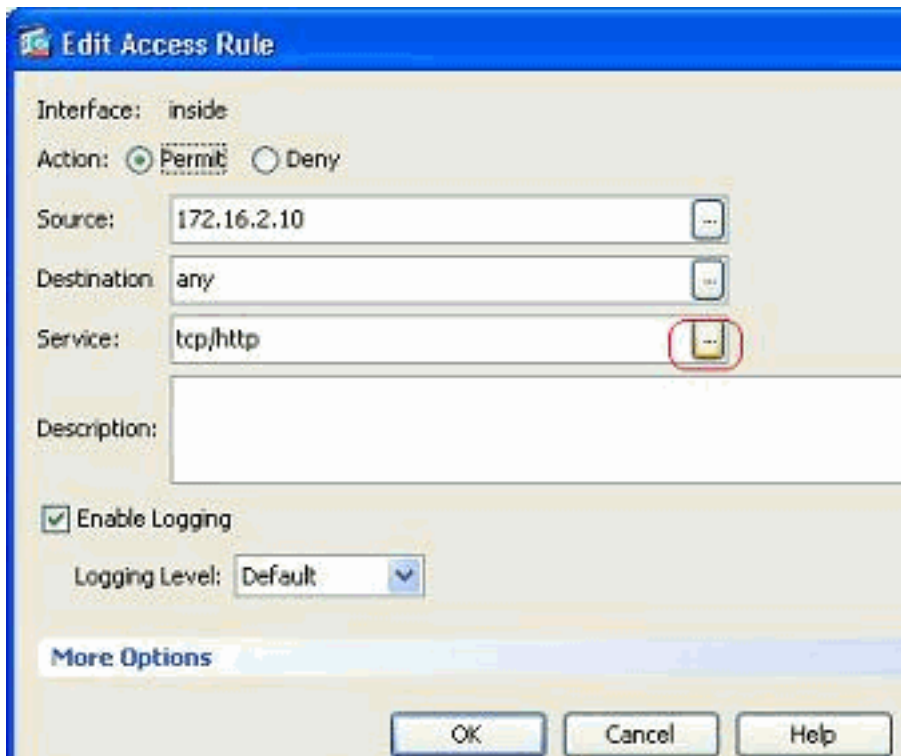 Edit Access Rule
Interface: inside
Action: Permit Deny
Source: 172.16.2.10 ...
Destination any ...
Service: tcp/http ...
Description:
Enable Logging
Logging Level: Default
More Options
OK Cancel Help